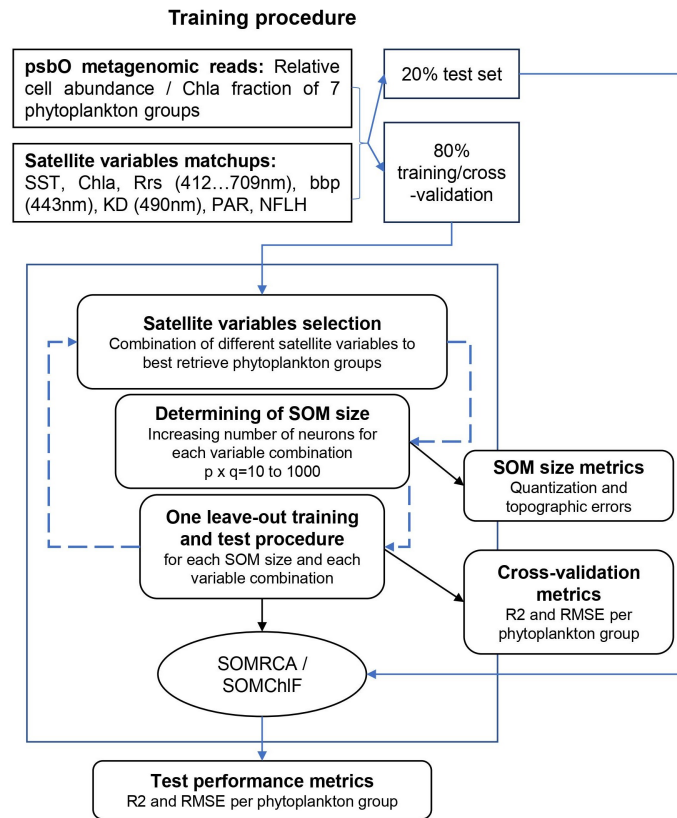 Training procedure
psbO metagenomic reads: Relative
cell abundance / Chla fraction of 7
phytoplankton groups
20% test set
Satellite variables matchups:
SST, Chla, Rrs (412…709nm), bbp
(443nm), KD (490nm), PAR, NFLH
80%
training/cross
-validation
Satellite variables selection
Combination of different satellite variables to
best retrieve phytoplankton groups
Determining of SOM size
Increasing number of neurons for
each variable combination
p x q=10 to 1000
SOM size metrics
Quantization and
topographic errors
One leave-out training
and test procedure
for each SOM size and each
variable combination
Cross-validation
metrics
R2 and RMSE per
phytoplankton group
SOMRCA /
SOMChlF
Test performance metrics
R2 and RMSE per phytoplankton group